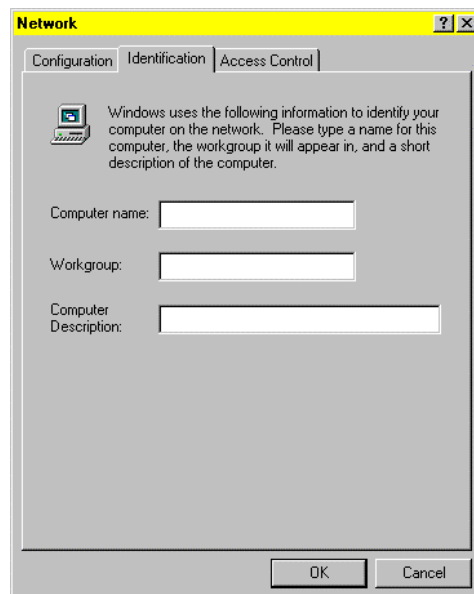 Network
Configuration Identification Access Control
Windows uses the following information to identify your
computer on the network. Please type a name for this
computer, the workgroup it will appear in, and a short
description of the computer.
Computer name:
Workgroup:
Computer
Description:
OK Cancel